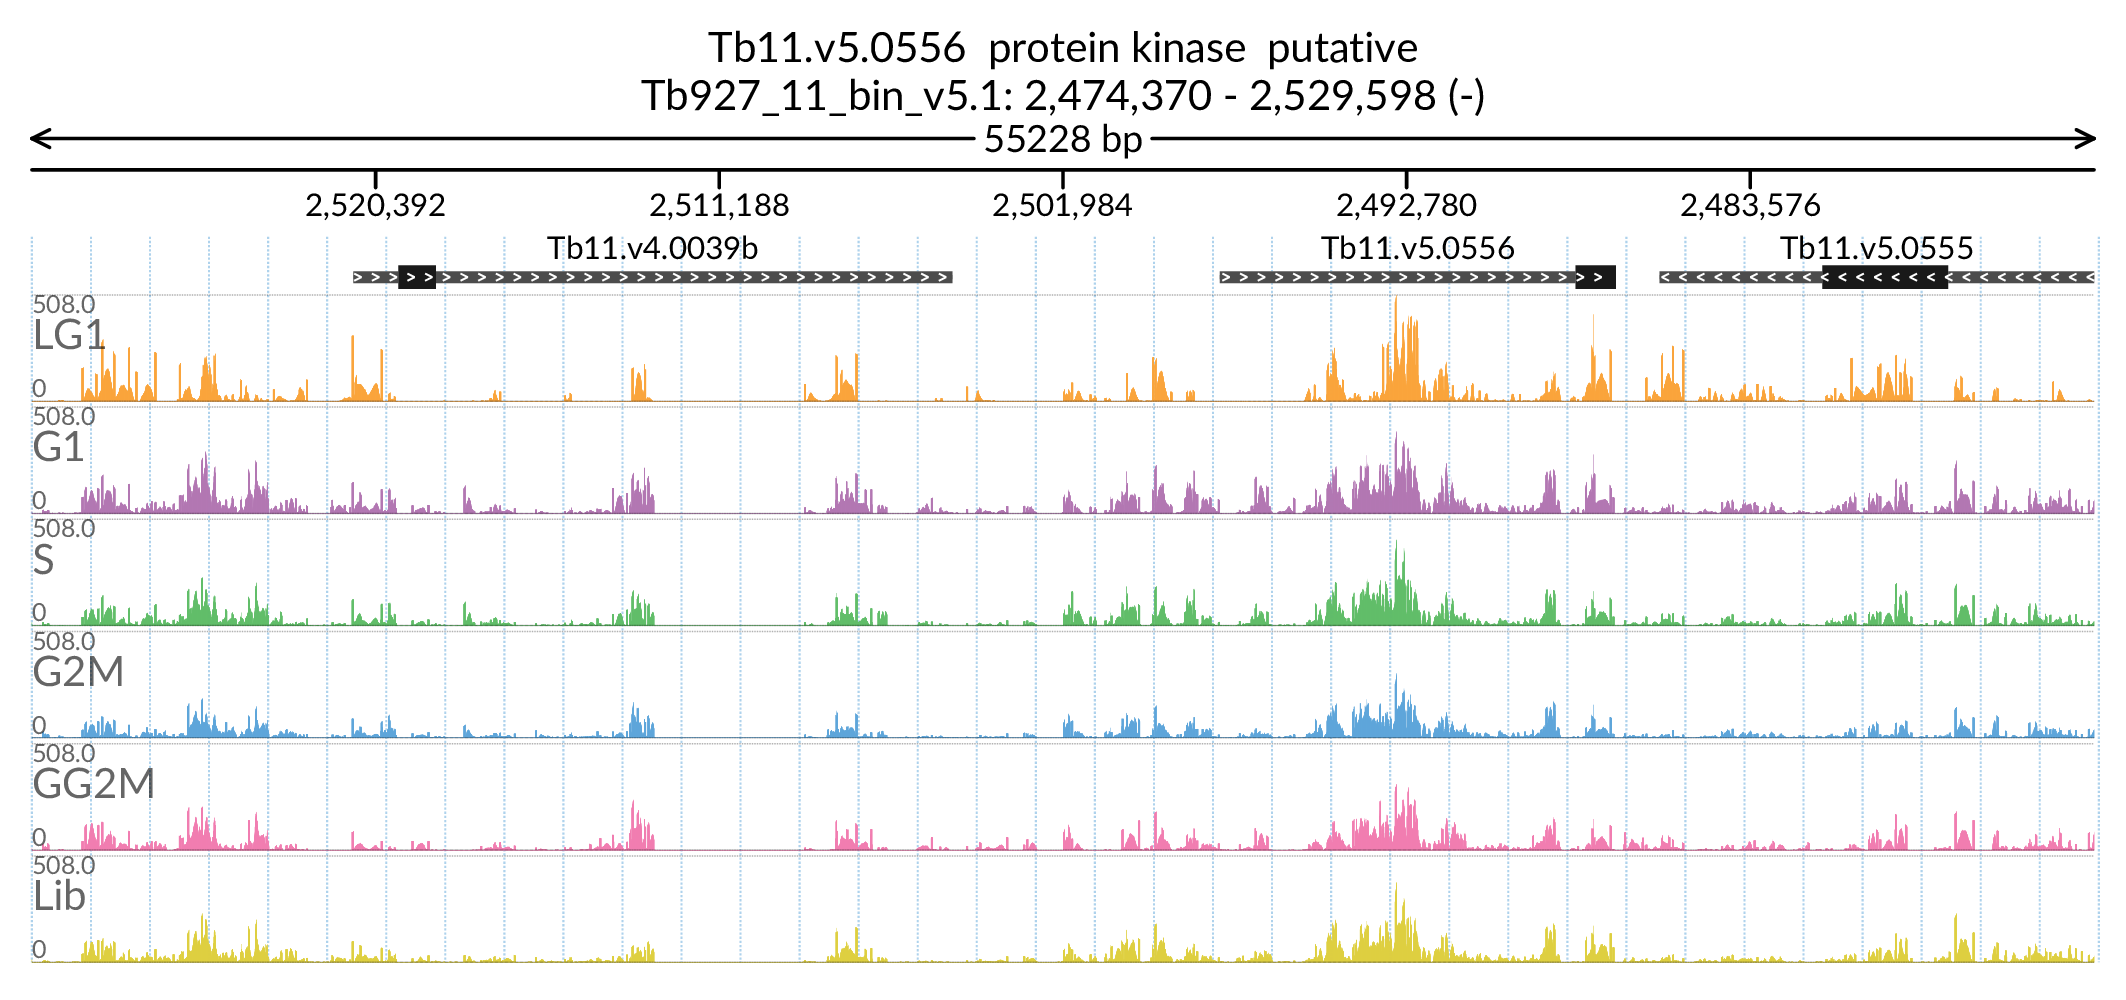 Tb11.v5.0556 protein kinase putative
Tb927_11_bin_v5.1: 2,474,370 - 2,529,598 (-)
55228 bp
2,520,392 2,511,188 2,501,984 2,492,780 2,483,576
Tb11.v4.0039b Tb11.v5.0556 Tb11.v5.0555
508.0
LG1
0
508.0
G1
0
508.0
S
0
508.0
G2M
0
508.0
GG2M
0
508.0
Lib
0